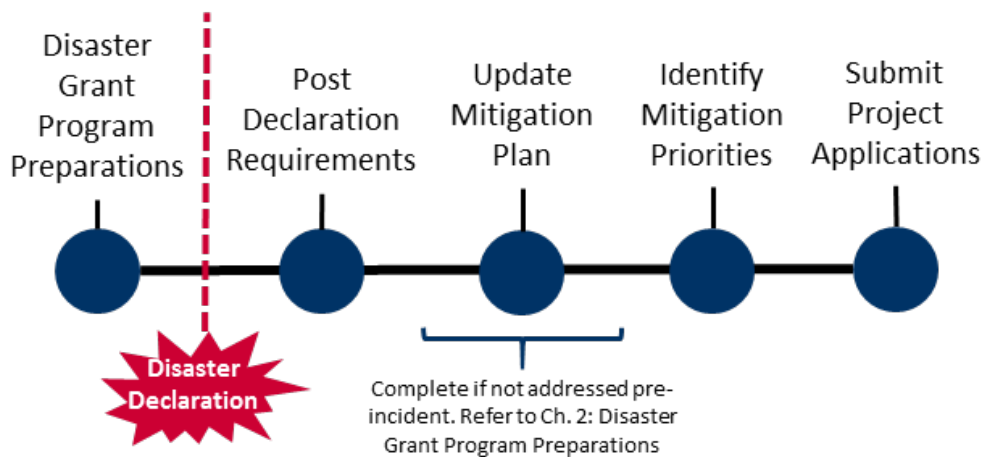 Disaster
Grant
Program
Preparations
Post
Declaration
Requirements
Update
Mitigation
Plan
Identify
Mitigation
Priorities
Submit
Project
Applications
Disaster
Declaration
Complete if not addressed pre-
incident. Refer to Ch. 2: Disaster
Grant Program Preparations